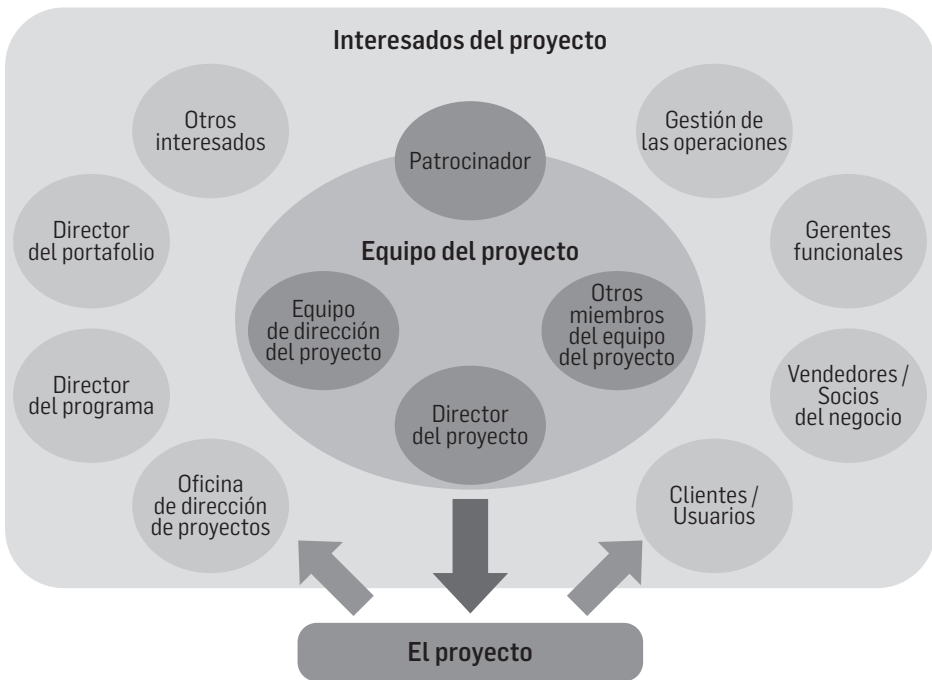 Interesados del proyecto
Otros
interesados
Gestión de
las operaciones
Patrocinador
Director
del portafolio
Gerentes
funcionales
Equipo del proyecto
Equipo
de dirección
del proyecto
Otros
miembros
del equipo
del proyecto
Director
del programa
Vendedores /
Socios
del negocio
Director
del proyecto
Oficina
de dirección
de proyectos
Clientes /
Usuarios
El proyecto